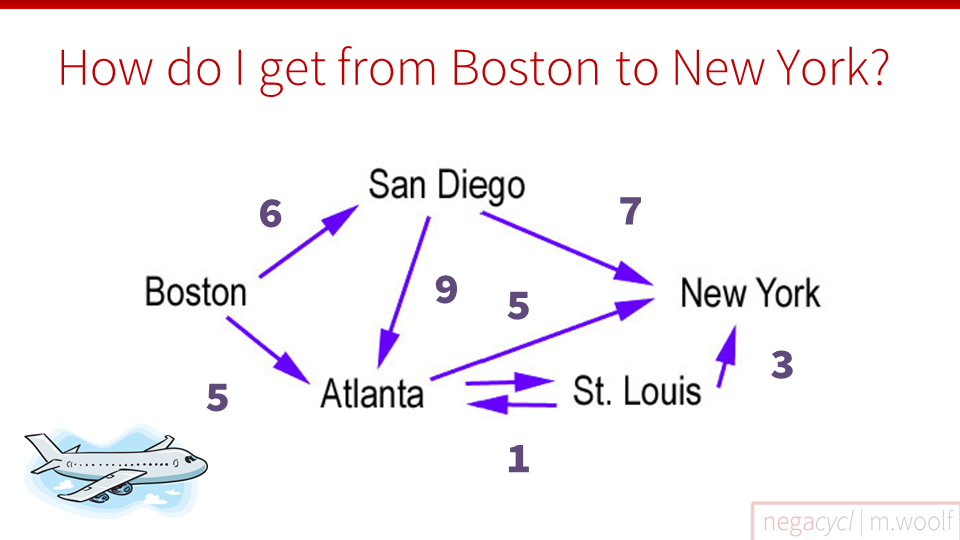 How do I get from Boston to New York?
San Diego
6
7
Boston
9
5
New York
5
Atlanta
St. Louis
3
1
negacycl | m.woolf